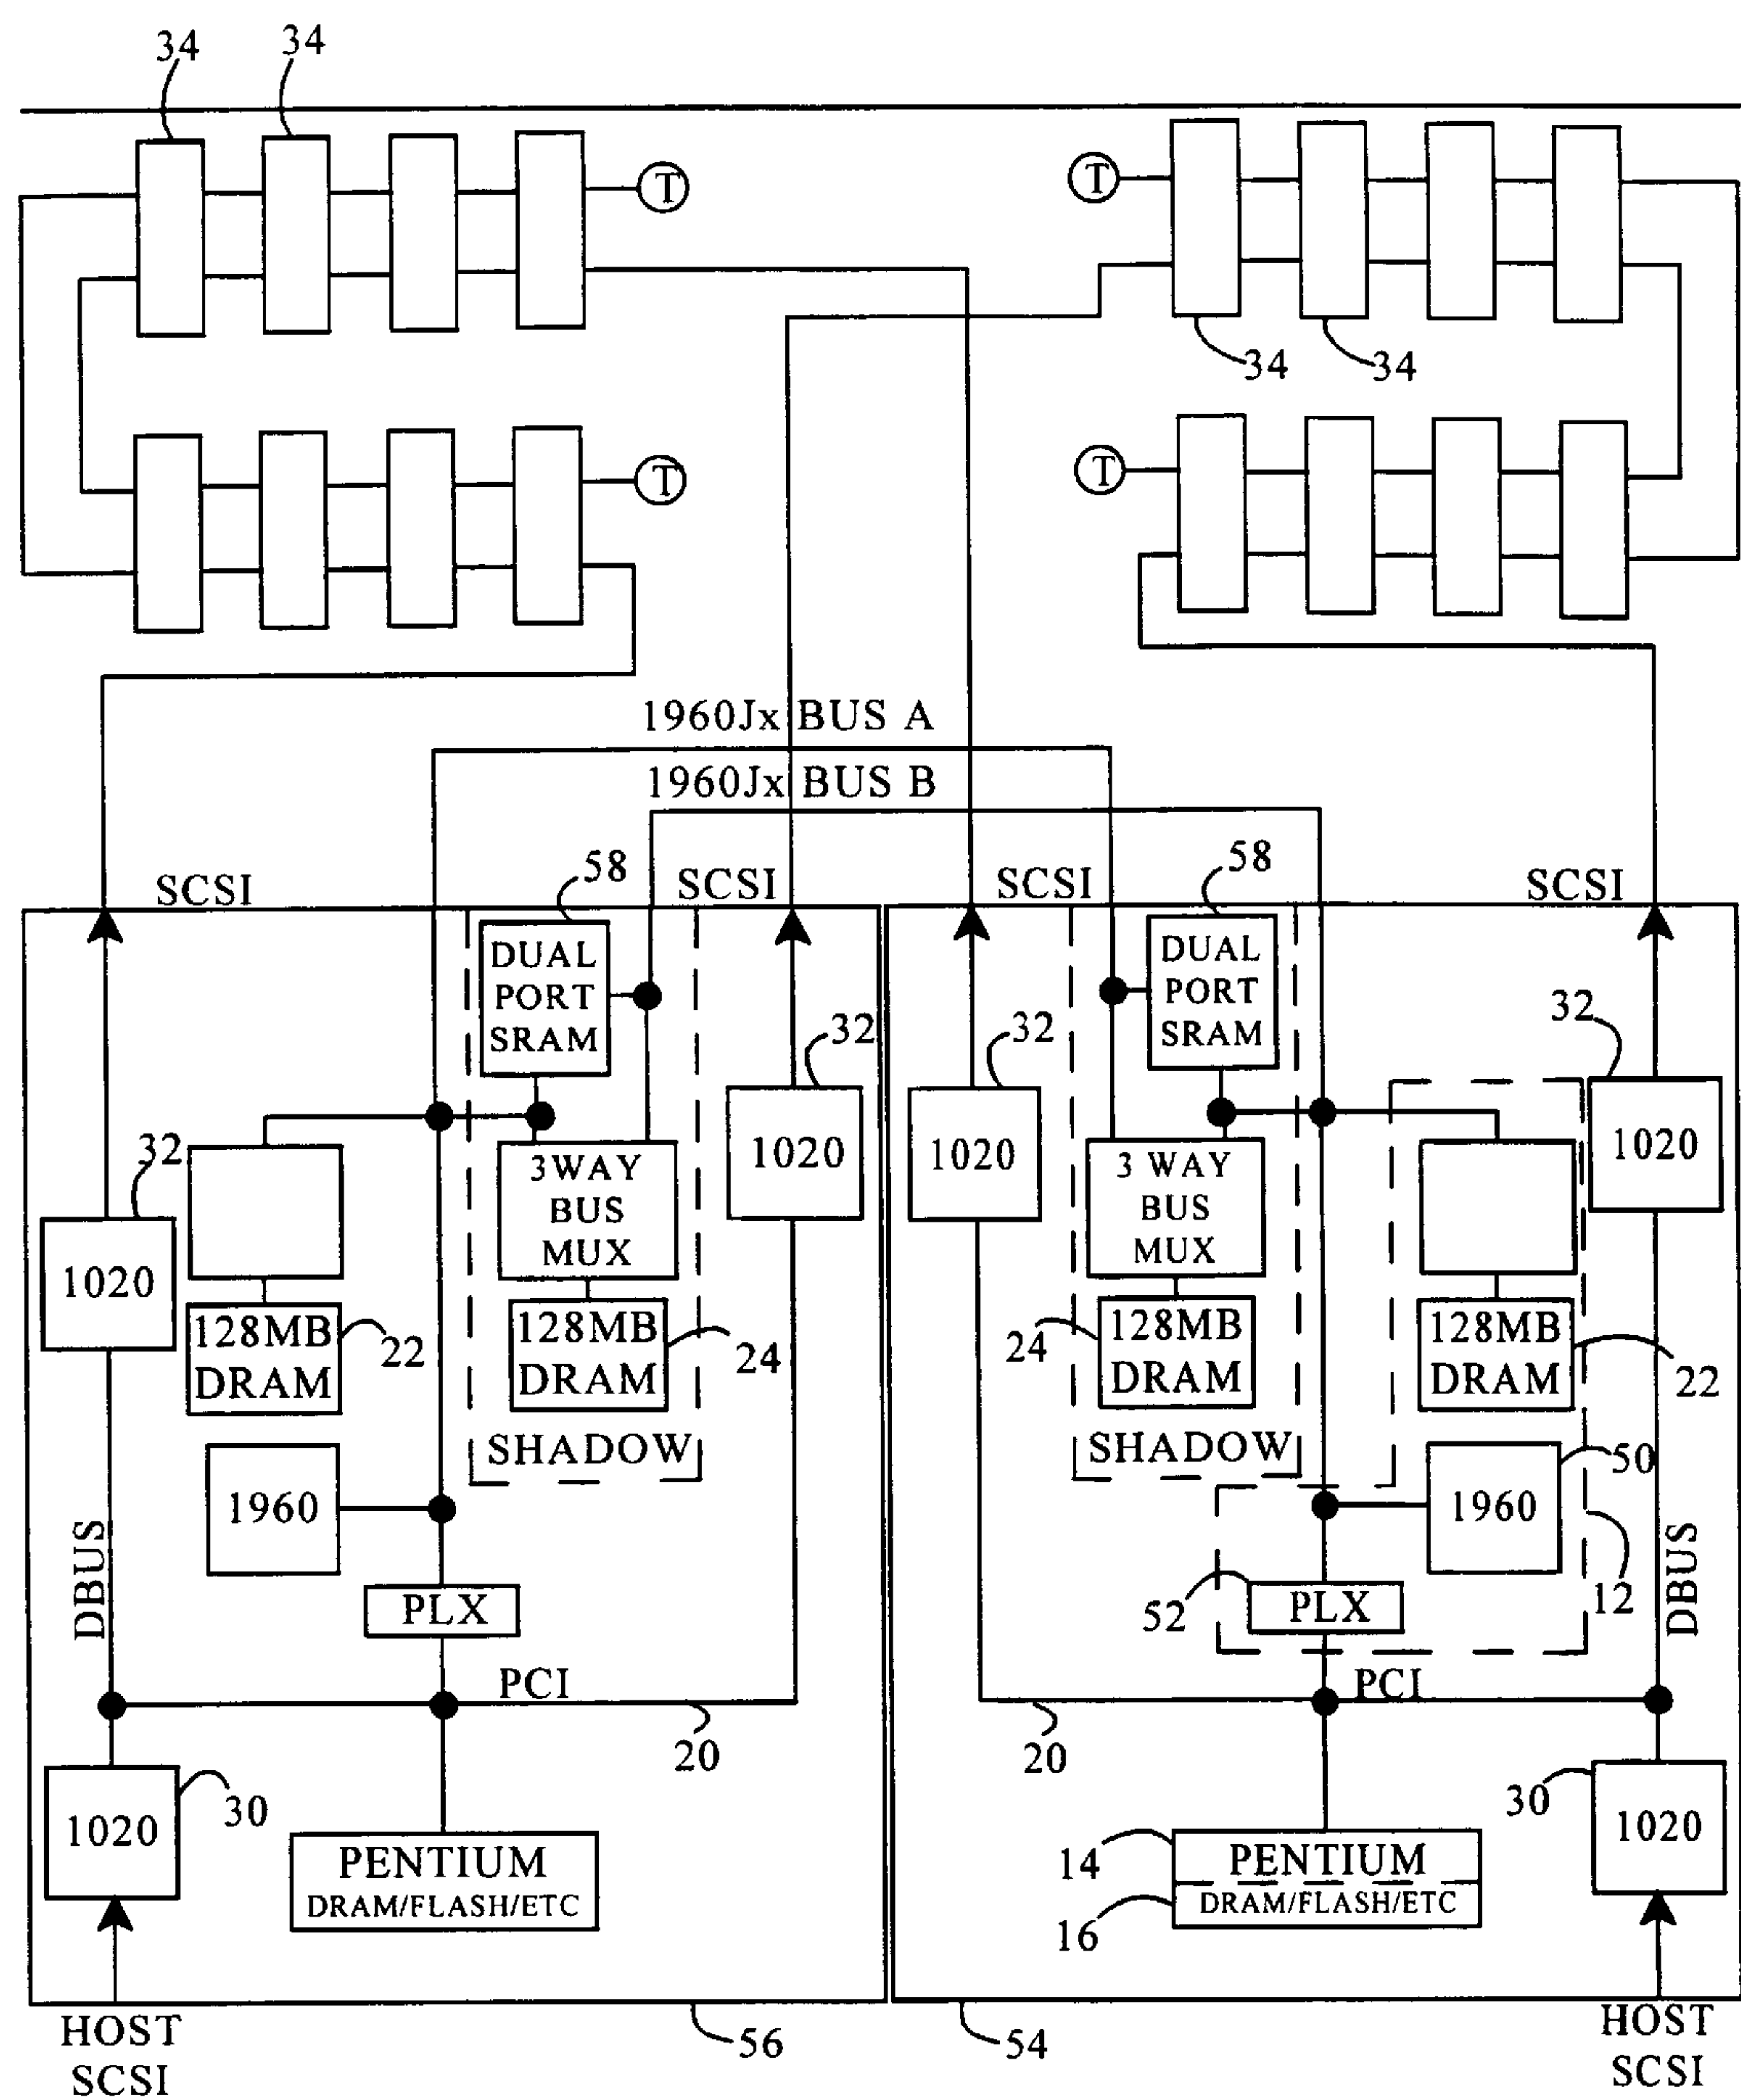 34
34
T
T
34
34
T
T
1960Jx BUS A
1960Jx BUS B
SCSI
58
SCSI
SCSI
58
SCSI
DUAL
PORT
SRAM
DUAL
PORT
SRAM
32
32
32
32
1020
3WAY
BUS
MUX
1020
1020
3 WAY
BUS
MUX
1020
128MB
DRAM
22
128MB
DRAM
24
24
128MB
DRAM
128MB
DRAM
22
SHADOW
SHADOW
1960
1960
50
DBUS
PLX
52
PLX
12
DBUS
PCI
20
PCI
20
1020
30
PENTIUM
DRAM/FLASH/ETC
14
PENTIUM
16
DRAM/FLASH/ETC
30
1020
HOST
SCSI
56
54
HOST
SCSI